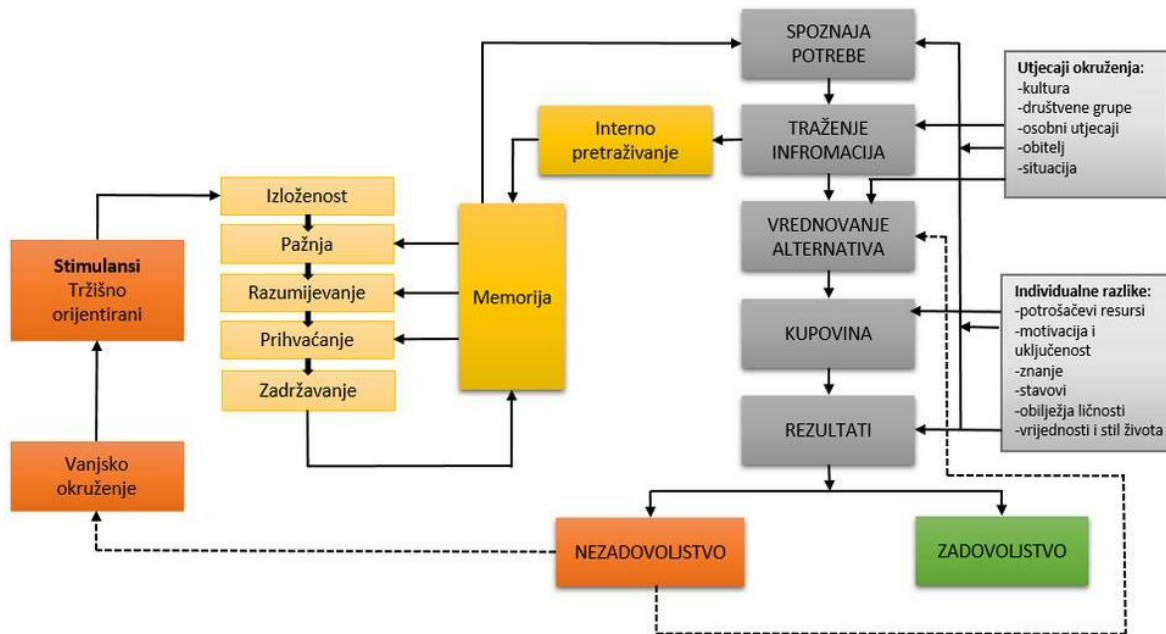 SPOZNAJA
POTREBE
Utjecaji okruženja:
-kultura
-društvene grupe
-osobni utjecaji
-obitelj
-situacija
Interno
pretraživanje
TRAŽENJE
INFROMACIJA
Izloženost
Pažnja
Razumijevanje
Prihvaćanje
Zadržavanje
Memorija
VREDNOVANJE
ALTERNATIVA
Stimulansi
Tržišno
orijentirani
Individualne razlike:
-potrošačevi resursi
-motivacija i
uključenost
-znanje
-stavovi
-obilježja ličnosti
-vrijednosti i stil života
KUPOVINA
REZULTATI
Vanjsko
okruženje
NEZADOVOLJSTVO
ZADOVOLJSTVO